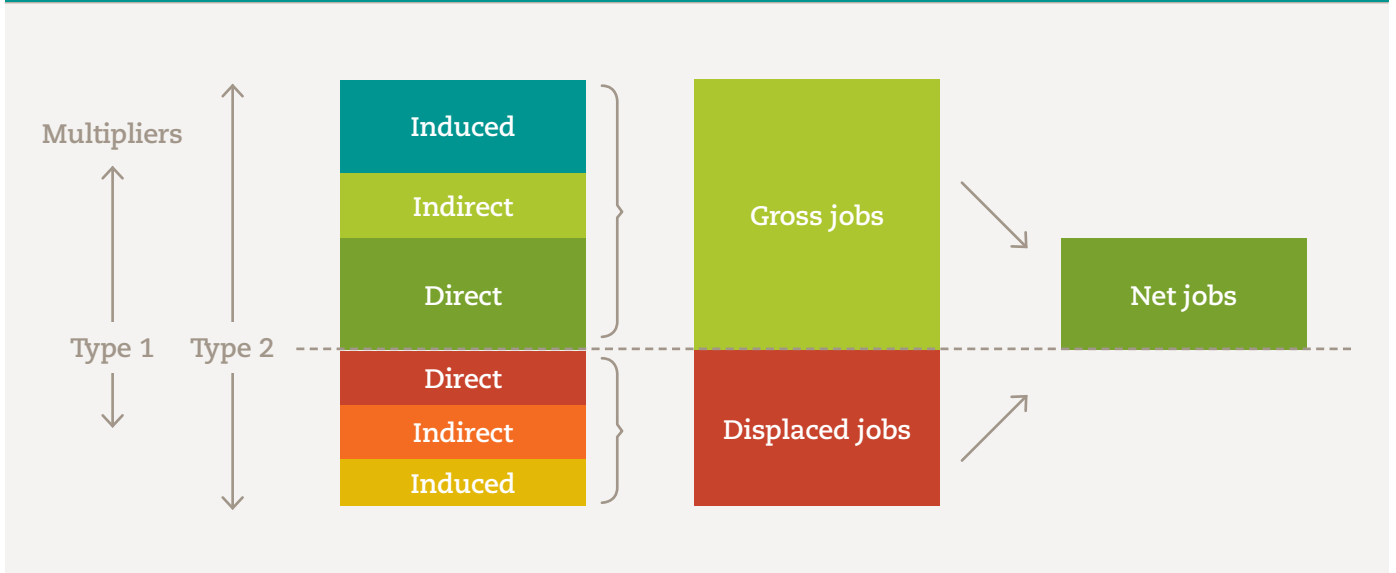 Multipliers
Type 1
Type 2
Induced
Indirect
Direct
Direct
Indirect
Induced
Gross jobs
Displaced jobs
Net jobs